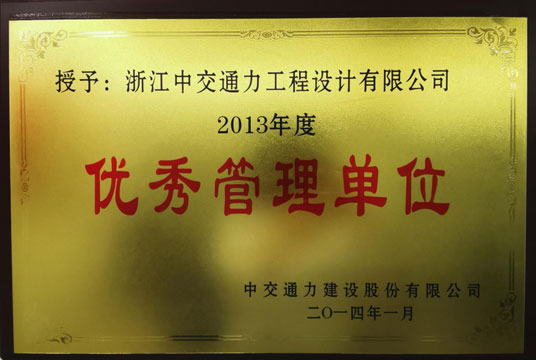 授予：浙江中交通力工程设计有限公司
2013年度
优秀管理单位
中交通力建设股份有限公司
二〇一四年一月